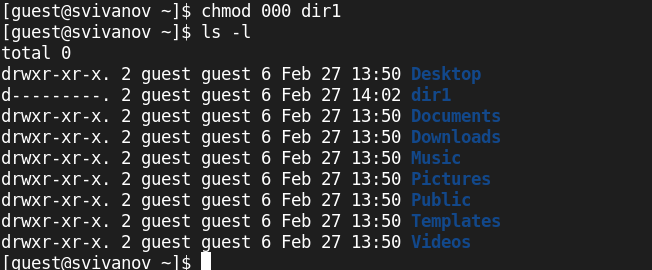 [guest@svivanov ~]$ chmod 000 dir1
[guest@svivanov ~]$ ls -l
total 0
drwxr-xr-x. 2 guest guest 6 Feb 27 13:50 Desktop
d---------. 2 guest guest 6 Feb 27 14:02 dir1
drwxr-xr-x. 2 guest guest 6 Feb 27 13:50 Documents
drwxr-xr-x. 2 guest guest 6 Feb 27 13:50 Downloads
drwxr-xr-x. 2 guest guest 6 Feb 27 13:50 Music
drwxr-xr-x. 2 guest guest 6 Feb 27 13:50 Pictures
drwxr-xr-x. 2 guest guest 6 Feb 27 13:50 Public
drwxr-xr-x. 2 guest guest 6 Feb 27 13:50 Templates
drwxr-xr-x. 2 guest guest 6 Feb 27 13:50 Videos
[guest@svivanov ~]$